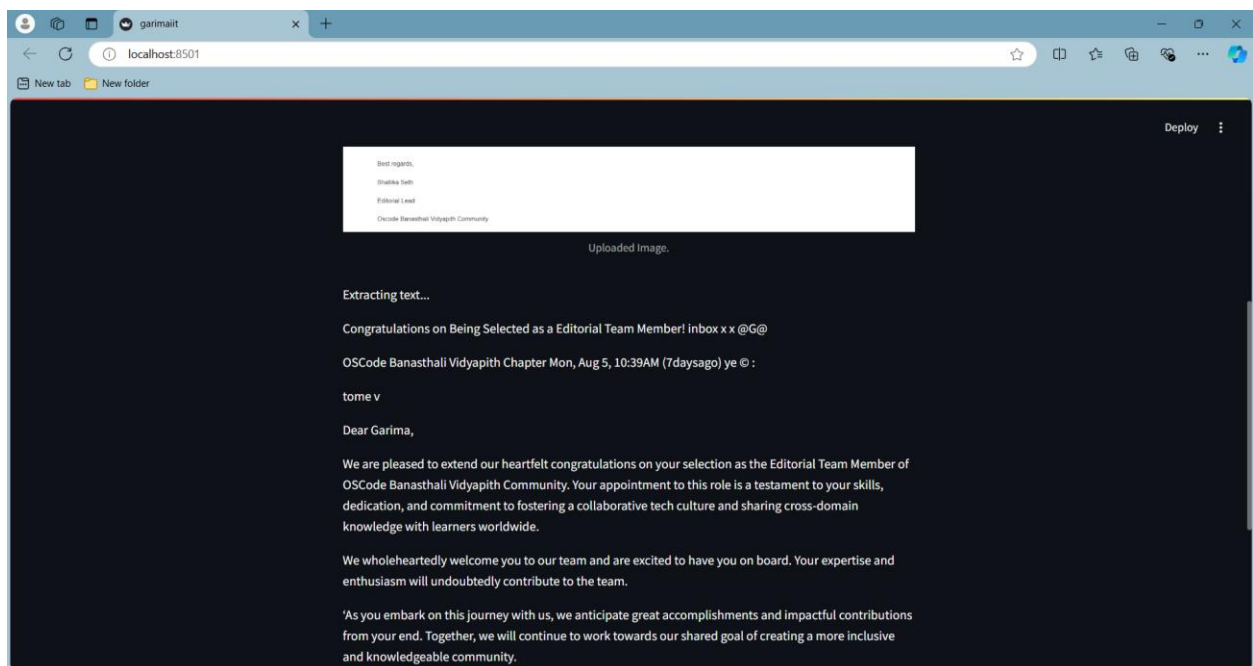 garimaiit
localhost:8501
New tab
New folder
Deploy
Best regards,
Shatika Seth
Editorial Lead
Oscode Banasthali Vidyapith Community
Uploaded Image.
Extracting text...
Congratulations on Being Selected as a Editorial Team Member! inbox x x @G@
OSCode Banasthali Vidyapith Chapter Mon, Aug 5, 10:39AM (7daysago) ye © :
tome v
Dear Garima,
We are pleased to extend our heartfelt congratulations on your selection as the Editorial Team Member of
OSCode Banasthali Vidyapith Community. Your appointment to this role is a testament to your skills,
dedication, and commitment to fostering a collaborative tech culture and sharing cross-domain
knowledge with learners worldwide.
We wholeheartedly welcome you to our team and are excited to have you on board. Your expertise and
enthusiasm will undoubtedly contribute to the team.
‘As you embark on this journey with us, we anticipate great accomplishments and impactful contributions
from your end. Together, we will continue to work towards our shared goal of creating a more inclusive
and knowledgeable community.